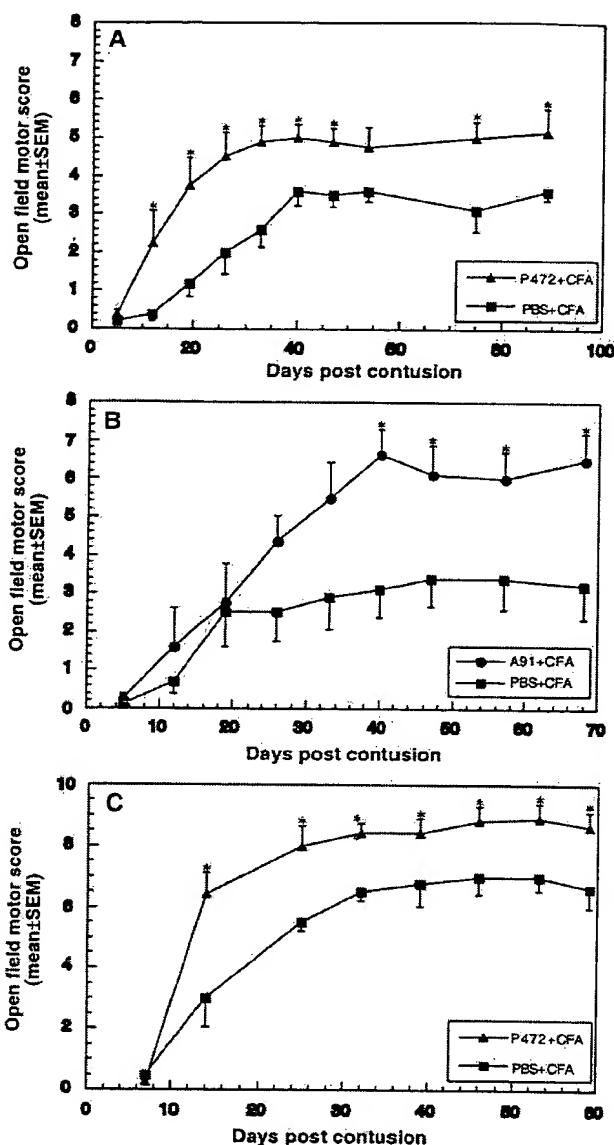 A
Open field motor score
(mean±SEM)
8
7
6
5
4
3
2
1
0
P472+CFA
PBS+CFA
0 20 40 60 80 100
Days post contusion
B
Open field motor score
(mean±SEM)
8
7
6
5
4
3
2
1
0
A91+CFA
PBS+CFA
0 10 20 30 40 50 60 70
Days post contusion
C
Open field motor score
(mean±SEM)
10
8
6
4
2
0
P472+CFA
PBS+CFA
0 10 20 30 40 50 60
Days post contusion